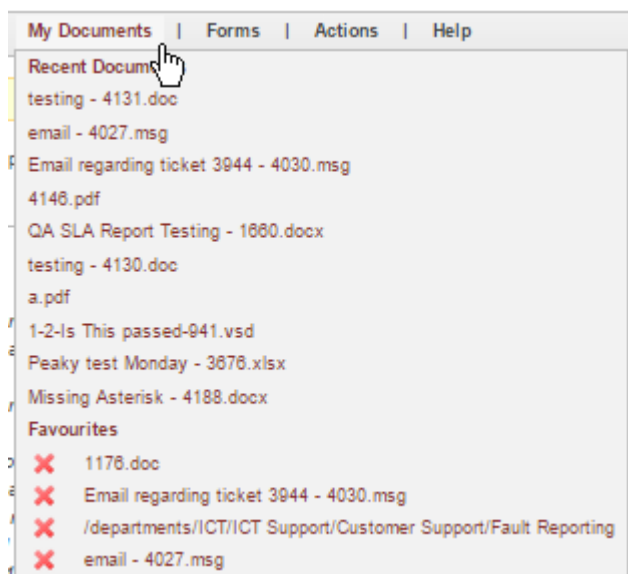 My Documents | Forms | Actions | Help
Recent Docum
testing - 4131.doc
email - 4027.msg
Email regarding ticket 3944 - 4030.msg
4146.pdf
QA SLA Report Testing - 1660.docx
testing - 4130.doc
a.pdf
1-2-Is This passed-941.vsd
Peaky test Monday - 3676.xlsx
Missing Asterisk - 4188.docx
Favourites
1176.doc
Email regarding ticket 3944 - 4030.msg
/departments/ICT/ICT Support/Customer Support/Fault Reporting
email - 4027.msg